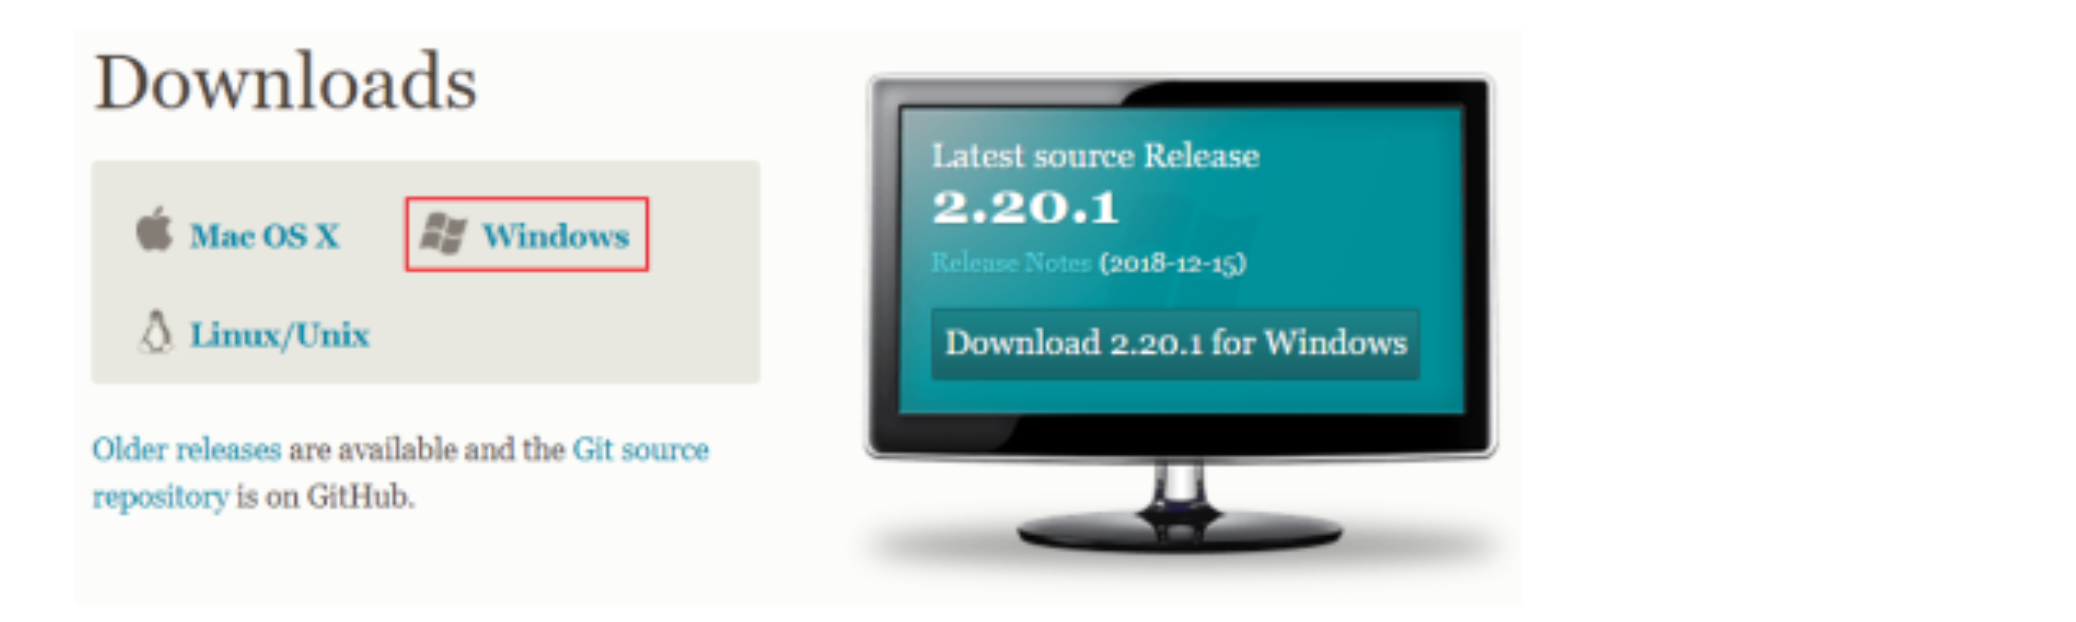 Downloads
Mac OS X
Windows
Linux/Unix
Older releases are available and the Git source
repository is on GitHub.
Latest source Release
2.20.1
Release Notes (2018-12-15)
Download 2.20.1 for Windows